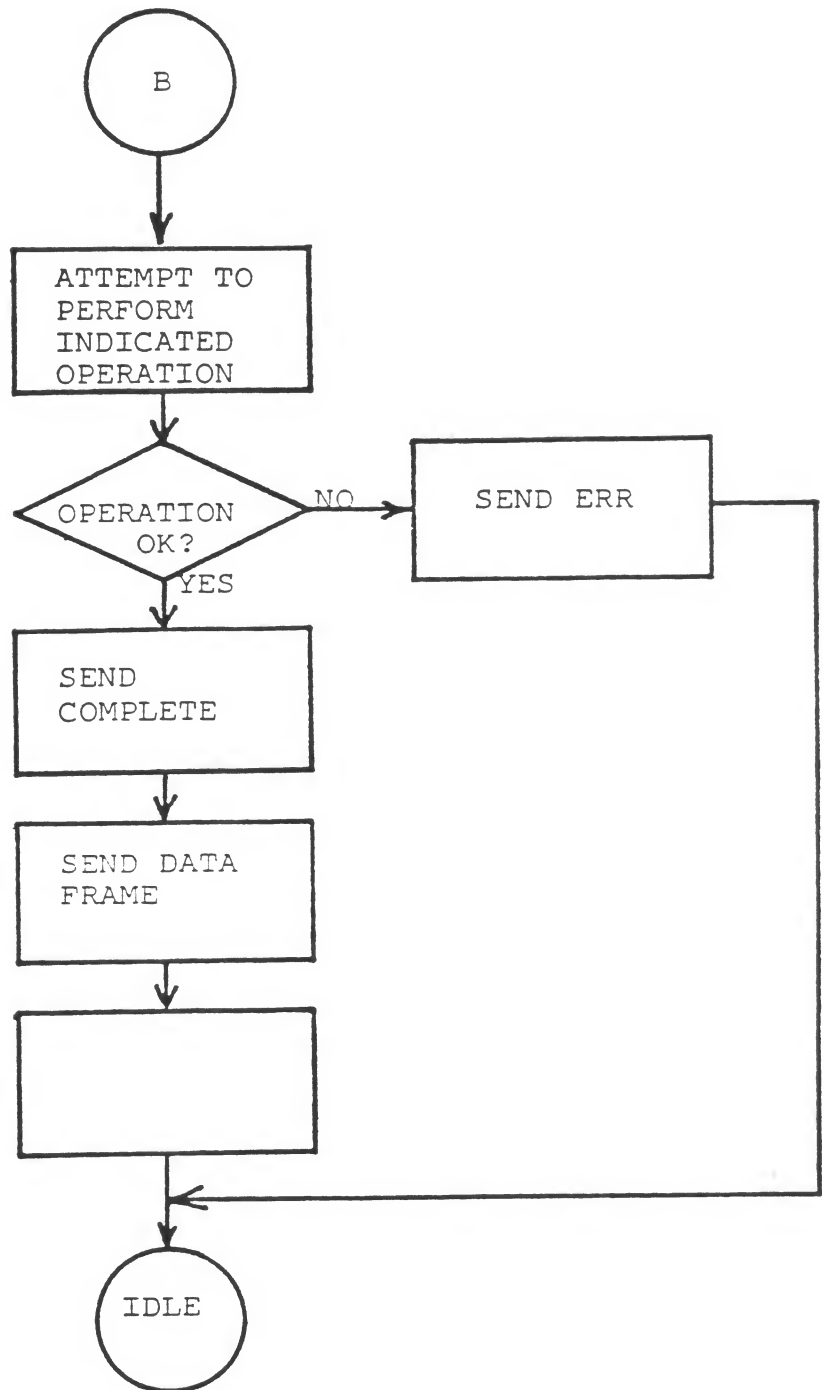 B
ATTEMPT TO
PERFORM
INDICATED
OPERATION
OPERATION
OK?
NO
SEND ERR
YES
SEND
COMPLETE
SEND DATA
FRAME
IDLE